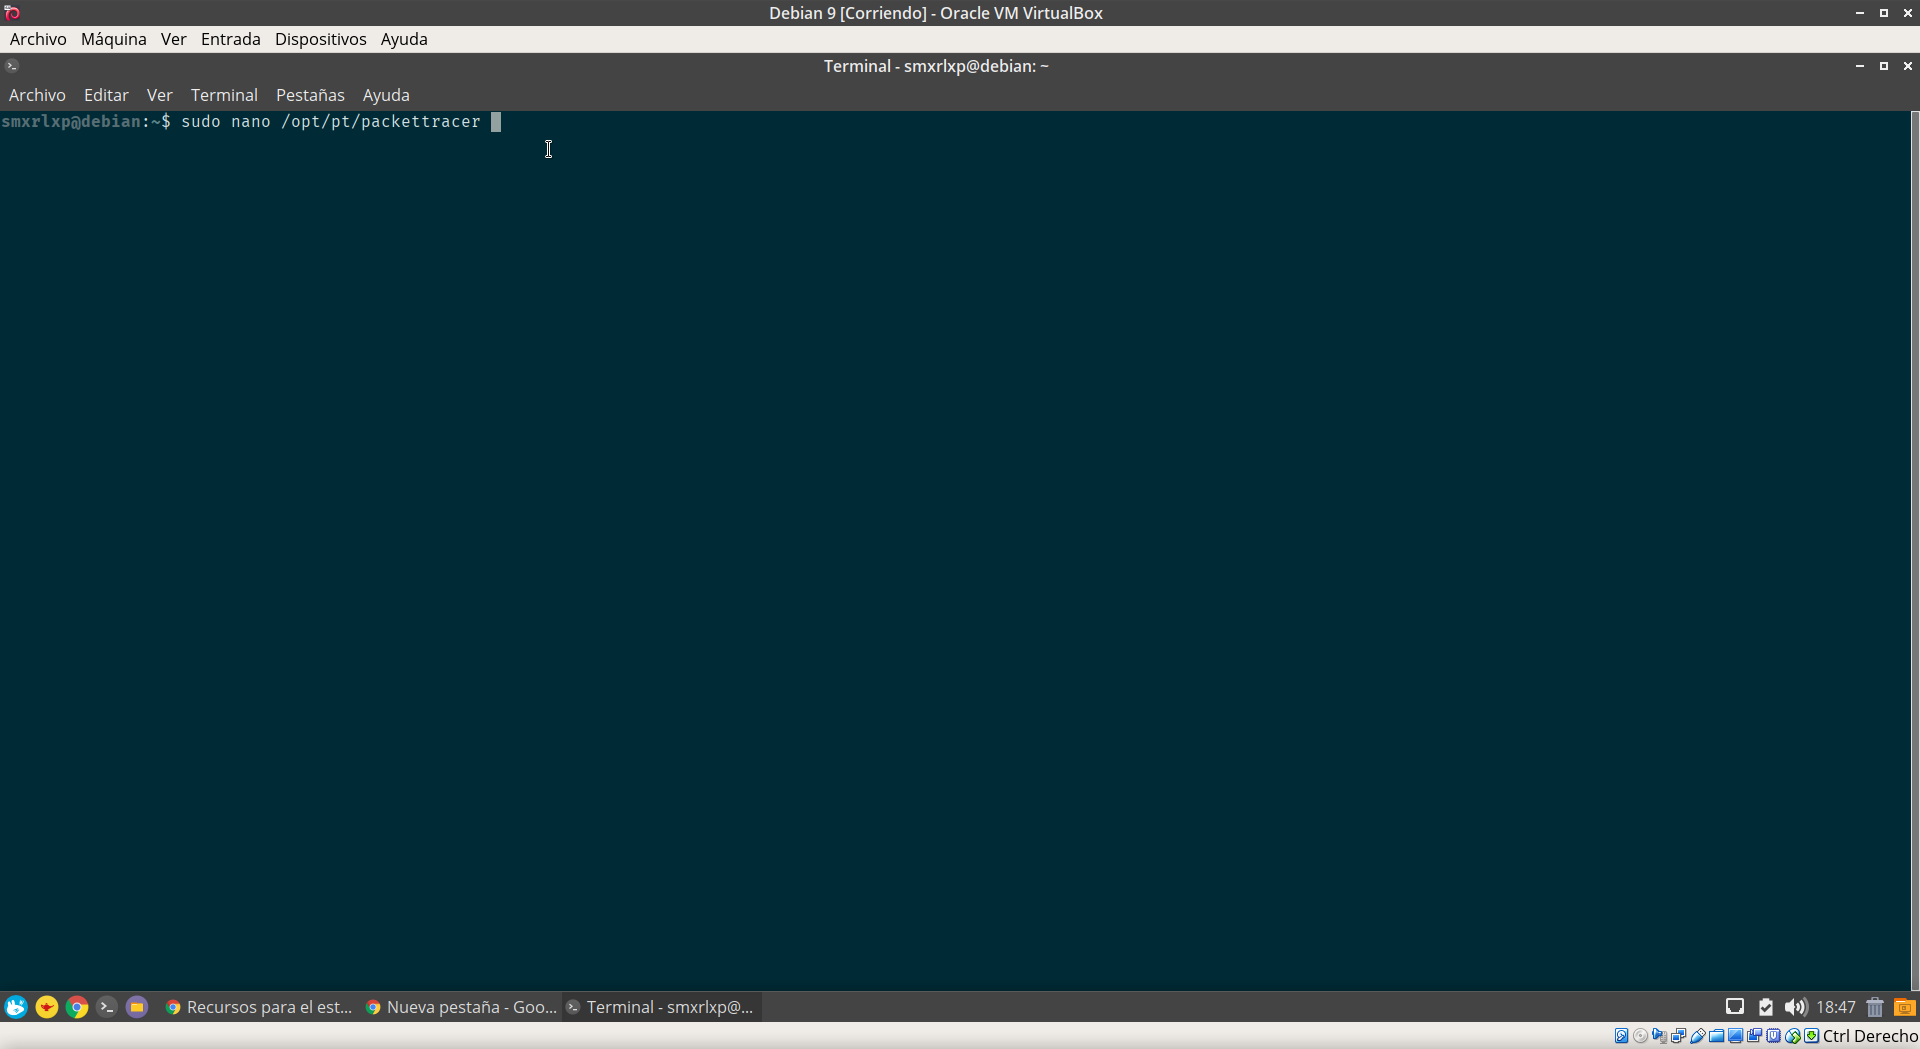 Debian 9 [Corriendo] - Oracle VM VirtualBox
Archivo Máquina Ver Entrada Dispositivos Ayuda
Terminal - smxrlxp@debian: ~
Archivo Editar Ver Terminal Pestañas Ayuda
smxrlxp@debian:~$ sudo nano /opt/pt/packettracer
Recursos para el est... Nueva pestaña - Goo... Terminal - smxrlxp@... 18:47
Ctrl Derecho